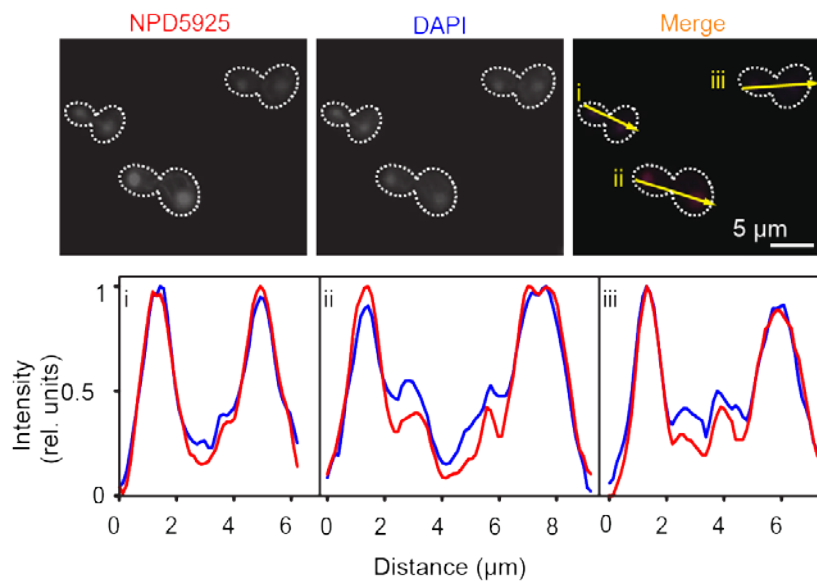 NPD5925 DAPI Merge
i
iii
ii
5 µm
i ii iii
1
0.5
0
Intensity
(rel. units)
0 2 4 6 0 2 4 6 8 0 2 4 6
Distance (µm)